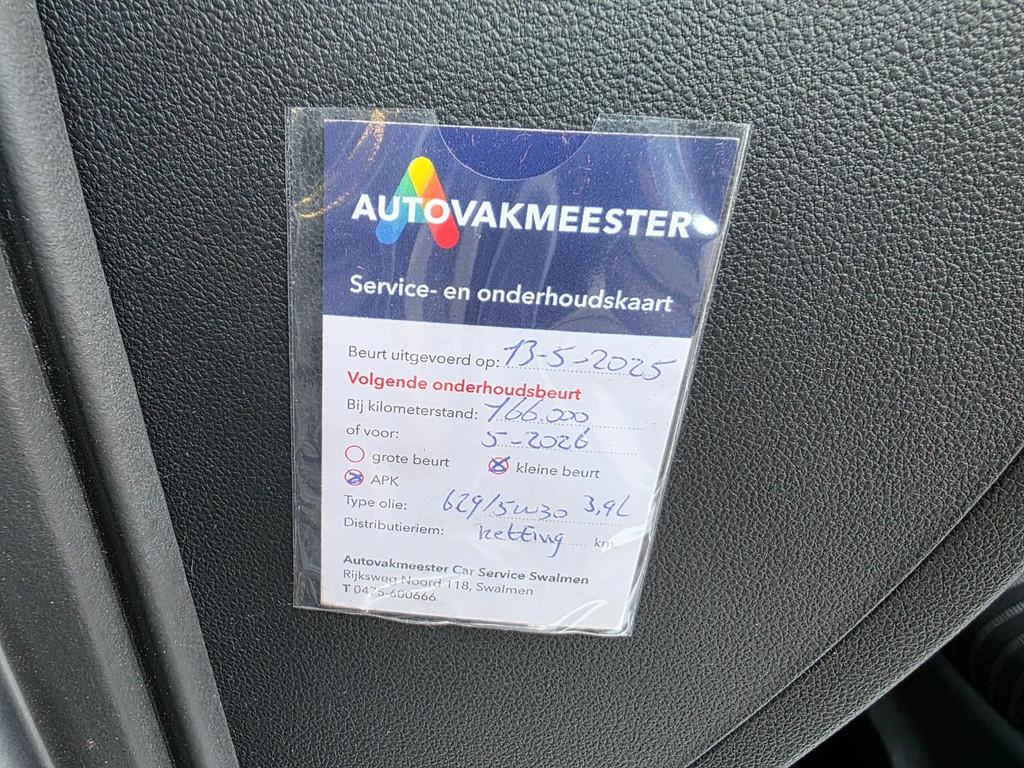 AUTOVAKMEESTER
Service- en onderhoudskaart
Beurt uitgevoerd op: 13-5-2025
Volgende onderhoudsbeurt
Bij kilometerstand: 166.000
of voor: 5-2026
grote beurt kleine beurt
APK
Type olie: 629/5w30 3,9L
Distributieriem: ketting km.
Autovakmeester Car Service Swalmen
Rijksweg Noord 118, Swalmen
T 0475-600666